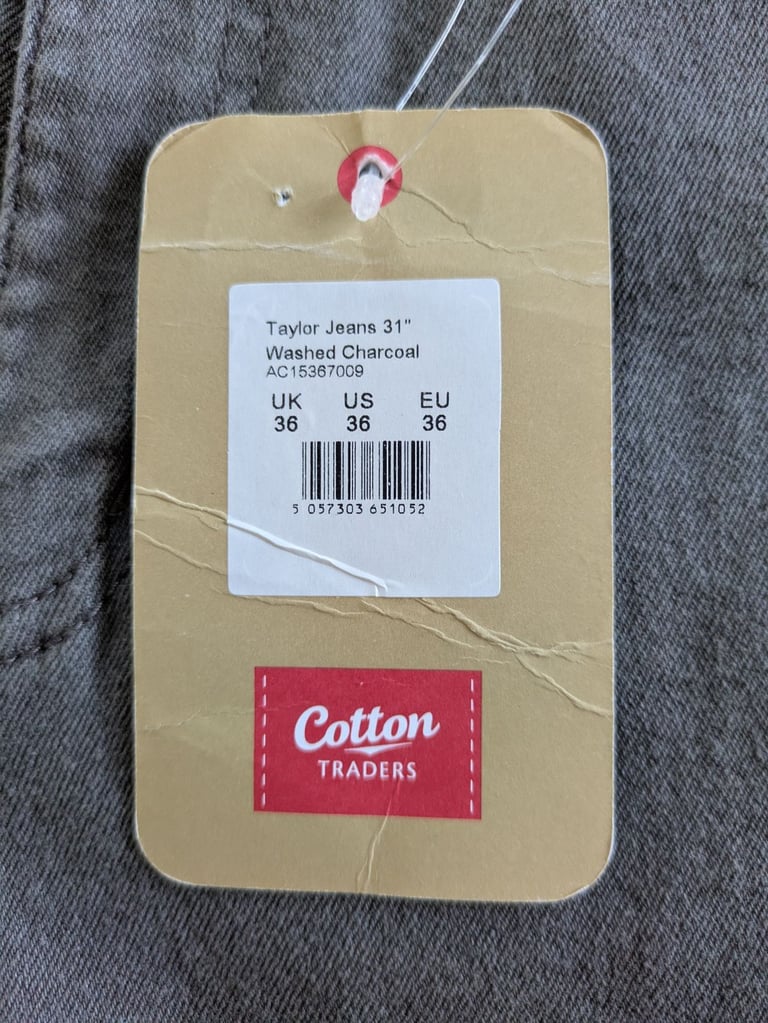 Taylor Jeans 31"
Washed Charcoal
AC15367009
UK US EU
36 36 36
5 057303 651052
Cotton
TRADERS